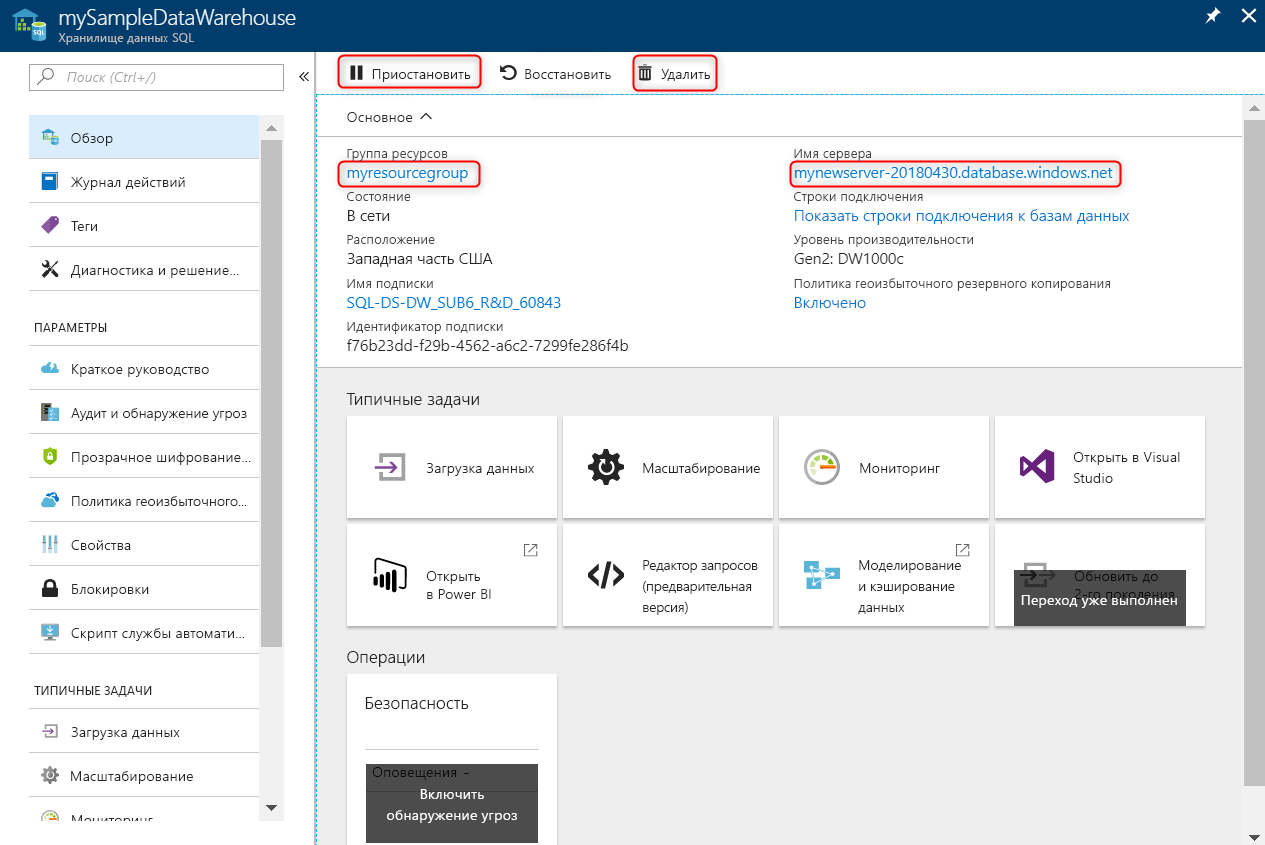 mySampleDataWarehouse
Хранилище данных SQL
Поиск (Ctrl+/)
Обзор
Журнал действий
Теги
Диагностика и решение...
ПАРАМЕТРЫ
Краткое руководство
Аудит и обнаружение угроз
Прозрачное шифрование...
Политика геоизбыточного...
Свойства
Блокировки
Скрипт службы автомати...
ТИПИЧНЫЕ ЗАДАЧИ
Загрузка данных
Масштабирование
Мониторинг
Приостановить
Восстановить
Удалить
Основное
Группа ресурсов
myresourcegroup
Состояние
В сети
Расположение
Западная часть США
Имя подписки
SQL-DS-DW_SUB6_R&D_60843
Идентификатор подписки
f76b23dd-f29b-4562-a6c2-7299fe286f4b
Имя сервера
mynewserver-20180430.database.windows.net
Строки подключения
Показать строки подключения к базам данных
Уровень производительности
Gen2: DW1000c
Политика геоизбыточного резервного копирования
Включено
Типичные задачи
Загрузка данных
Масштабирование
Мониторинг
Открыть в Visual
Studio
Открыть
в Power BI
Редактор запросов
(предварительная
версия)
Моделирование
и кэширование
данных
Обновить до
2-го поколения
Переход уже выполнен
Операции
Безопасность
Оповещения -
Включить
обнаружение угроз